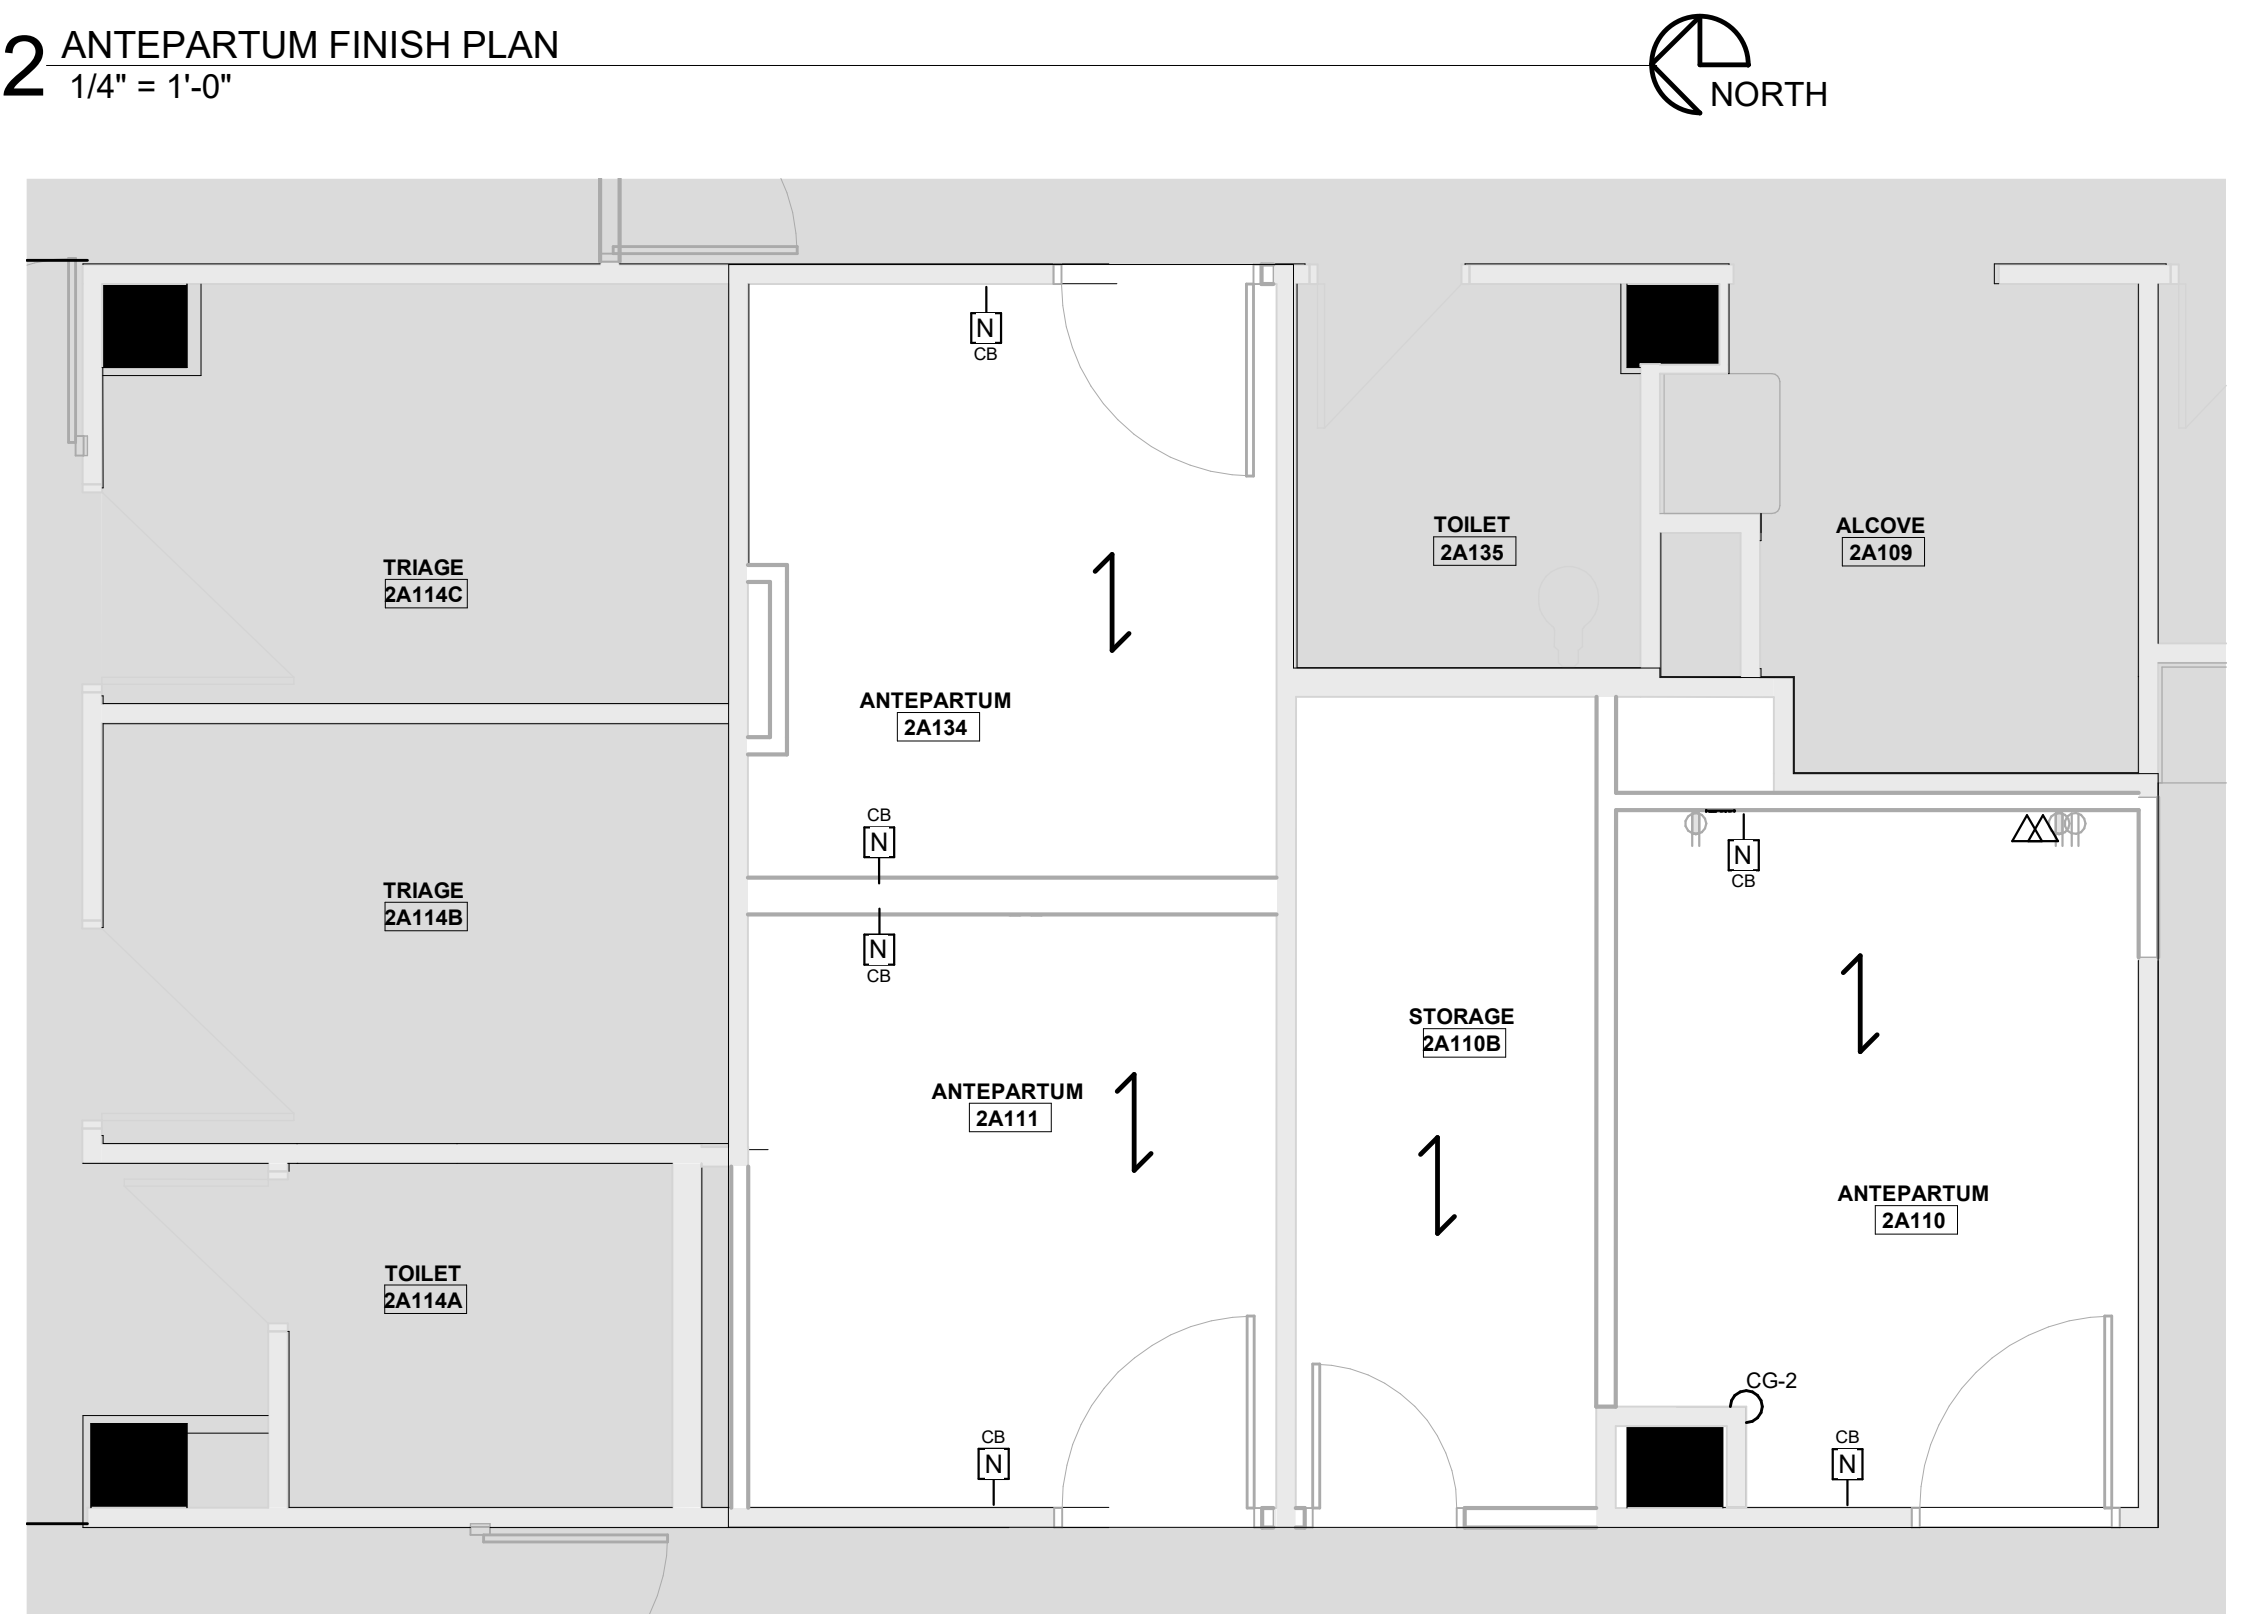 2 ANTEPARTUM FINISH PLAN
1/4" = 1'-0"
NORTH
N
CB
TOILET
2A135
ALCOVE
2A109
TRIAGE
2A114C
ANTEPARTUM
2A134
CB
N
N
CB
TRIAGE
2A114B
N
CB
STORAGE
2A110B
ANTEPARTUM
2A111
ANTEPARTUM
2A110
TOILET
2A114A
CG-2
CB
N
CB
N